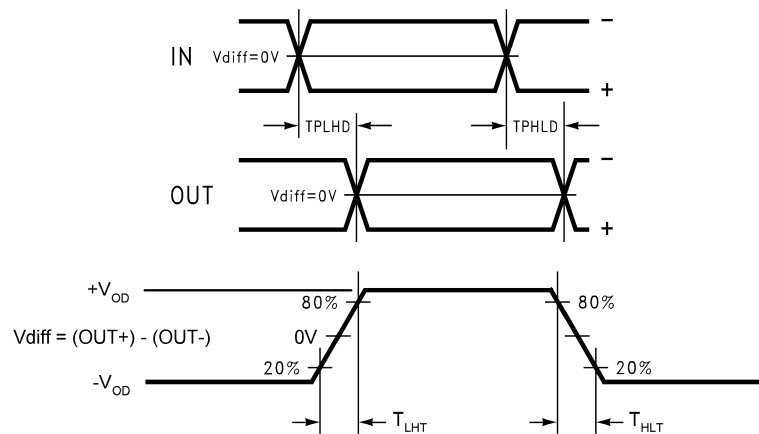 −
IN
Vdiff=0V
+
TPLHD
TPHLD
−
OUT
Vdiff=0V
+
+VOD
80%
80%
Vdiff = (OUT+) - (OUT-)
0V
20%
20%
-VOD
TLHT
THLT